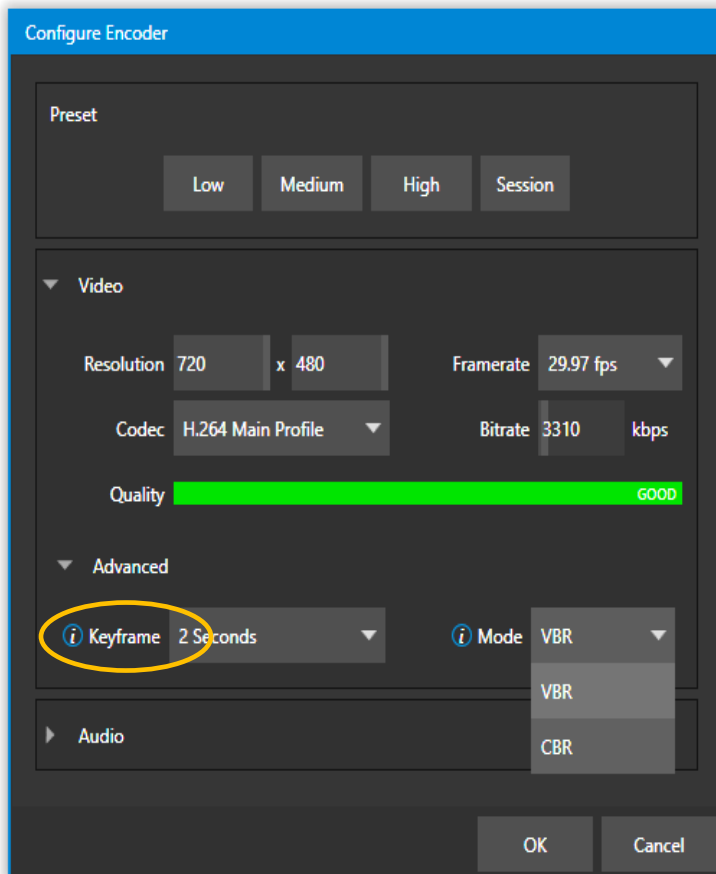 Configure Encoder
Preset
Low Medium High Session
Video
Resolution 720 x 480 Framerate 29.97 fps
Codec H.264 Main Profile Bitrate 3310 kbps
Quality GOOD
Advanced
i Keyframe 2 Seconds i Mode VBR
VBR
Audio
CBR
OK Cancel